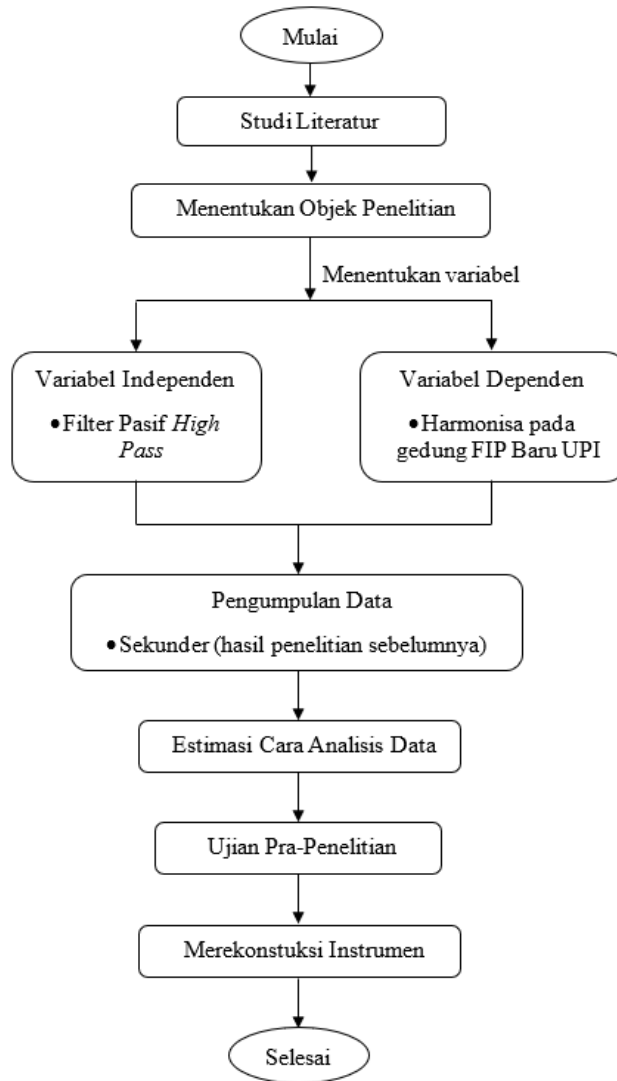 Mulai
Studi Literatur
Menentukan Objek Penelitian
Menentukan variabel
Variabel Independen
•Filter Pasif High
Pass
Variabel Dependen
•Harmonisa pada
gedung FIP Baru UPI
Pengumpulan Data
•Sekunder (hasil penelitian sebelumnya)
Estimasi Cara Analisis Data
Ujian Pra-Penelitian
Merekonstuksi Instrumen
Selesai